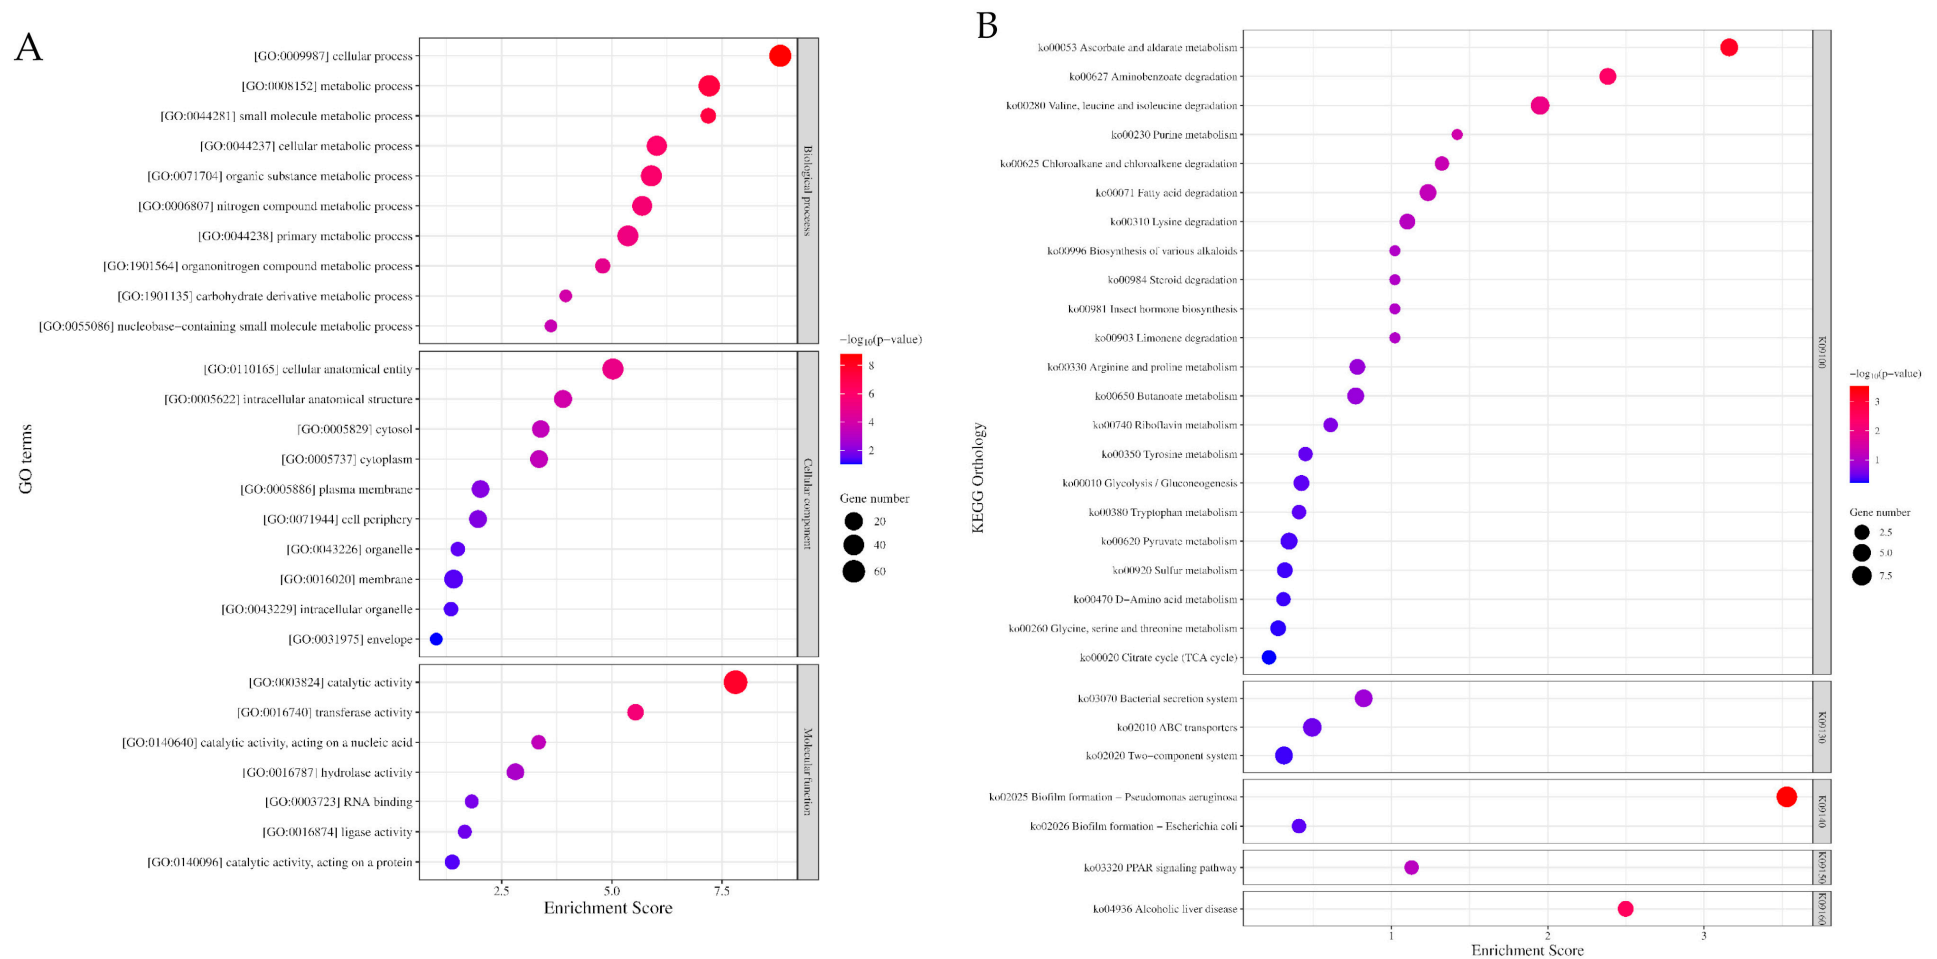 A
GO terms
[GO:0009987] cellular process
[GO:0008152] metabolic process
[GO:0044281] small molecule metabolic process
[GO:0044237] cellular metabolic process
[GO:0071704] organic substance metabolic process
[GO:0006807] nitrogen compound metabolic process
[GO:0044238] primary metabolic process
[GO:1901564] organonitrogen compound metabolic process
[GO:1901135] carbohydrate derivative metabolic process
[GO:0055086] nucleobase−containing small molecule metabolic process
Biological proceess
[GO:0110165] cellular anatomical entity
[GO:0005622] intracellular anatomical structure
[GO:0005829] cytosol
[GO:0005737] cytoplasm
[GO:0005886] plasma membrane
[GO:0071944] cell periphery
[GO:0043226] organelle
[GO:0016020] membrane
[GO:0043229] intracellular organelle
[GO:0031975] envelope
Cellular component
[GO:0003824] catalytic activity
[GO:0016740] transferase activity
[GO:0140640] catalytic activity, acting on a nucleic acid
[GO:0016787] hydrolase activity
[GO:0003723] RNA binding
[GO:0016874] ligase activity
[GO:0140096] catalytic activity, acting on a protein
Molecular function
2.5 5.0 7.5
Enrichment Score
−log10(p−value)
8
6
4
2
Gene number
20
40
60
B
KEGG Orthology
ko00053 Ascorbate and aldarate metabolism
ko00627 Aminobenzoate degradation
ko00280 Valine, leucine and isoleucine degradation
ko00230 Purine metabolism
ko00625 Chloroalkane and chloroalkene degradation
ko00071 Fatty acid degradation
ko00310 Lysine degradation
ko00996 Biosynthesis of various alkaloids
ko00984 Steroid degradation
ko00981 Insect hormone biosynthesis
ko00903 Limonene degradation
ko00330 Arginine and proline metabolism
ko00650 Butanoate metabolism
ko00740 Riboflavin metabolism
ko00350 Tyrosine metabolism
ko00010 Glycolysis / Gluconeogenesis
ko00380 Tryptophan metabolism
ko00620 Pyruvate metabolism
ko00920 Sulfur metabolism
ko00470 D−Amino acid metabolism
ko00260 Glycine, serine and threonine metabolism
ko00020 Citrate cycle (TCA cycle)
K09100
ko03070 Bacterial secretion system
ko02010 ABC transporters
ko02020 Two−component system
K09130
ko02025 Biofilm formation − Pseudomonas aeruginosa
ko02026 Biofilm formation − Escherichia coli
K09140
ko03320 PPAR signaling pathway
K09150
ko04936 Alcoholic liver disease
K09160
1 2 3
Enrichment Score
−log10(p−value)
3
2
1
Gene number
2.5
5.0
7.5